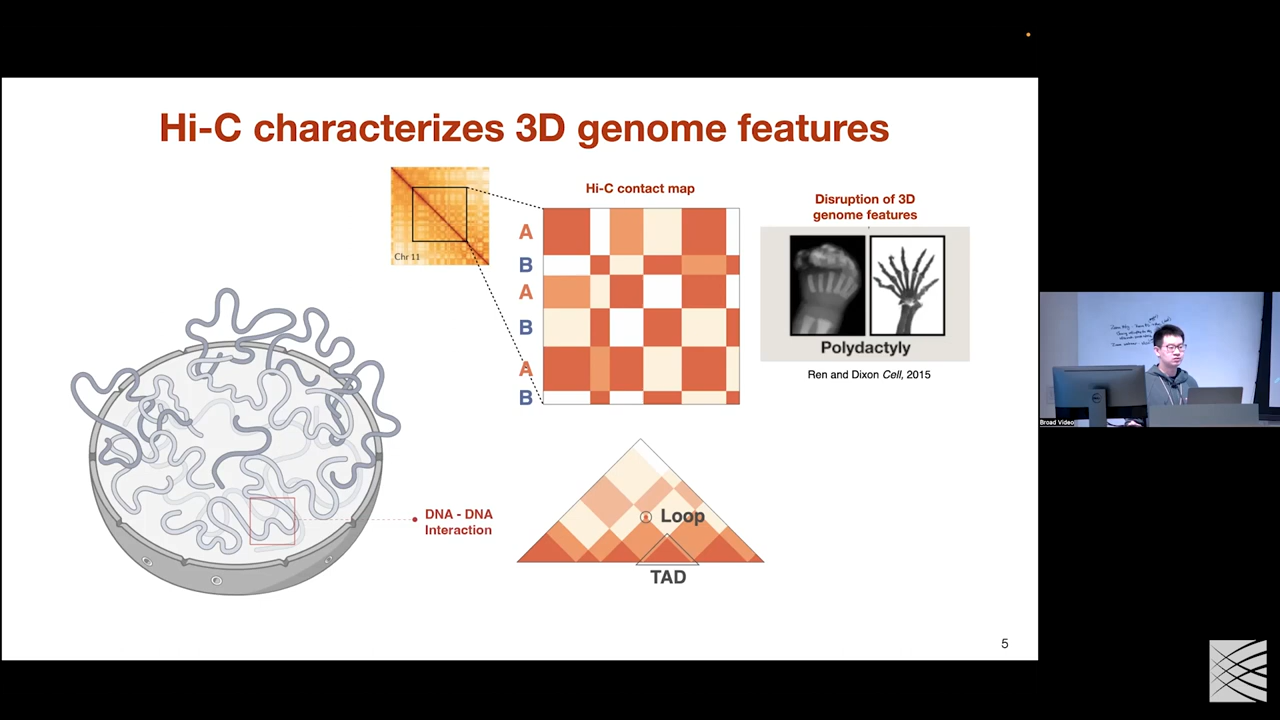 Hi-C characterizes 3D genome features
Hi-C contact map
Disruption of 3D
genome features
Chr 11
A
B
A
B
A
B
Polydactyly
Ren and Dixon Cell, 2015
DNA - DNA
Interaction
Loop
TAD
5
Broad Video